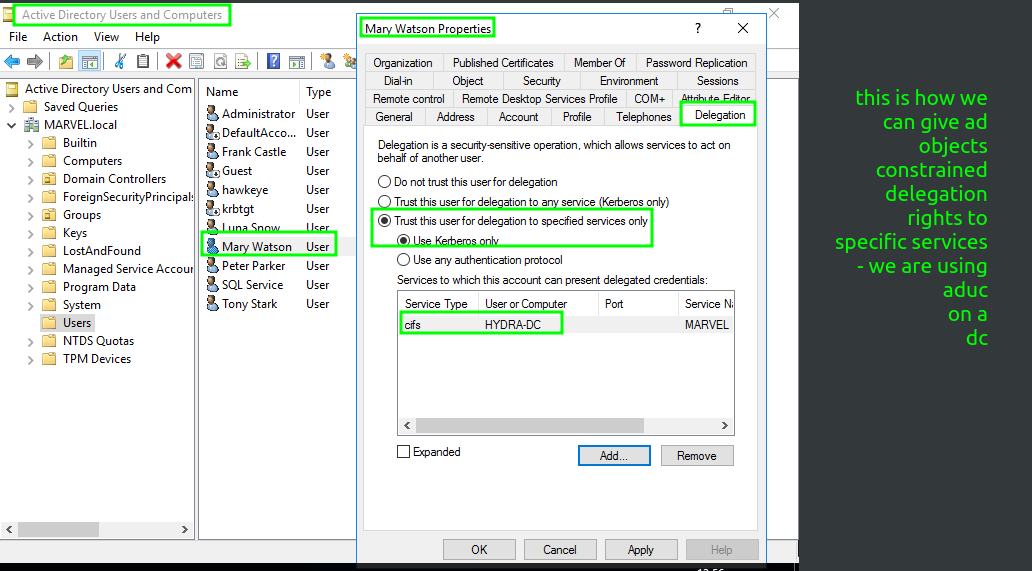 Active Directory Users and Computers
File Action View Help
Active Directory Users and Com
Saved Queries
MARVEL.local
Builtin
Computers
Domain Controllers
ForeignSecurityPrincipals
Groups
Keys
LostAndFound
Managed Service Accour
Program Data
System
Users
NTDS Quotas
TPM Devices
Name Type
Administrator User
DefaultAcco... User
Frank Castle User
Guest User
hawkeye User
krbtgt User
Luna Snow User
Mary Watson User
Peter Parker User
SQL Service User
Tony Stark User
Mary Watson Properties
?
Organization Published Certificates Member Of Password Replication
Dial-in Object Security Environment Sessions
Remote control Remote Desktop Services Profile COM+ Attribute Editor
General Address Account Profile Telephones Delegation
Delegation is a security-sensitive operation, which allows services to act on
behalf of another user.
Do not trust this user for delegation
Trust this user for delegation to any service (Kerberos only)
Trust this user for delegation to specified services only
Use Kerberos only
Use any authentication protocol
Services to which this account can present delegated credentials:
Service Type User or Computer Port Service Na
cifs HYDRA-DC MARVEL
Expanded
Add... Remove
OK Cancel Apply Help
this is how we
can give ad
objects
constrained
delegation
rights to
specific services
- we are using
aduc
on a
dc